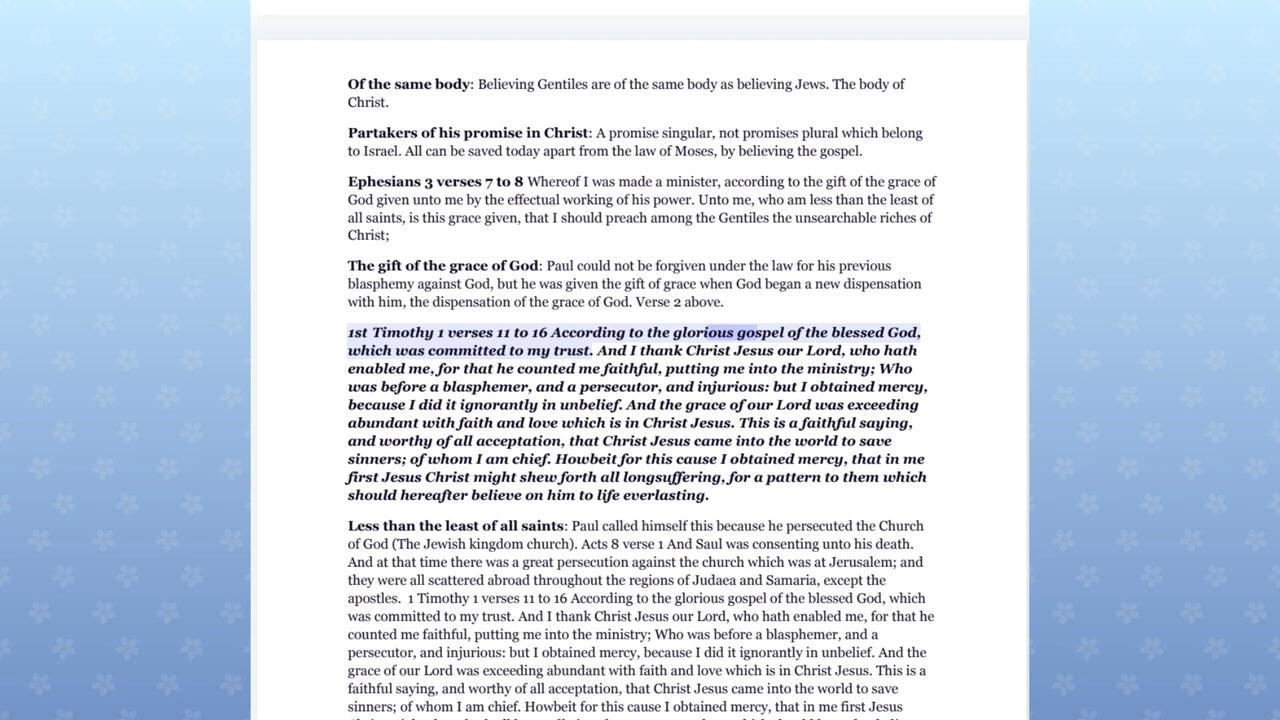 Of the same body: Believing Gentiles are of the same body as believing Jews. The body of
Christ.
Partakers of his promise in Christ: A promise singular, not promises plural which belong
to Israel. All can be saved today apart from the law of Moses, by believing the gospel.
Ephesians 3 verses 7 to 8 Whereof I was made a minister, according to the gift of the grace of
God given unto me by the effectual working of his power. Unto me, who am less than the least of
all saints, is this grace given, that I should preach among the Gentiles the unsearchable riches of
Christ;
The gift of the grace of God: Paul could not be forgiven under the law for his previous
blasphemy against God, but he was given the gift of grace when God began a new dispensation
with him, the dispensation of the grace of God. Verse 2 above.
1st Timothy 1 verses 11 to 16 According to the glorious gospel of the blessed God,
which was committed to my trust. And I thank Christ Jesus our Lord, who hath
enabled me, for that he counted me faithful, putting me into the ministry; Who
was before a blasphemer, and a persecutor, and injurious: but I obtained mercy,
because I did it ignorantly in unbelief. And the grace of our Lord was exceeding
abundant with faith and love which is in Christ Jesus. This is a faithful saying,
and worthy of all acceptation, that Christ Jesus came into the world to save
sinners; of whom I am chief. Howbeit for this cause I obtained mercy, that in me
first Jesus Christ might shew forth all longsuffering, for a pattern to them which
should hereafter believe on him to life everlasting.
Less than the least of all saints: Paul called himself this because he persecuted the Church
of God (The Jewish kingdom church). Acts 8 verse 1 And Saul was consenting unto his death.
And at that time there was a great persecution against the church which was at Jerusalem; and
they were all scattered abroad throughout the regions of Judaea and Samaria, except the
apostles. 1 Timothy 1 verses 11 to 16 According to the glorious gospel of the blessed God, which
was committed to my trust. And I thank Christ Jesus our Lord, who hath enabled me, for that he
counted me faithful, putting me into the ministry; Who was before a blasphemer, and a
persecutor, and injurious: but I obtained mercy, because I did it ignorantly in unbelief. And the
grace of our Lord was exceeding abundant with faith and love which is in Christ Jesus. This is a
faithful saying, and worthy of all acceptation, that Christ Jesus came into the world to save
sinners; of whom I am chief. Howbeit for this cause I obtained mercy, that in me first Jesus